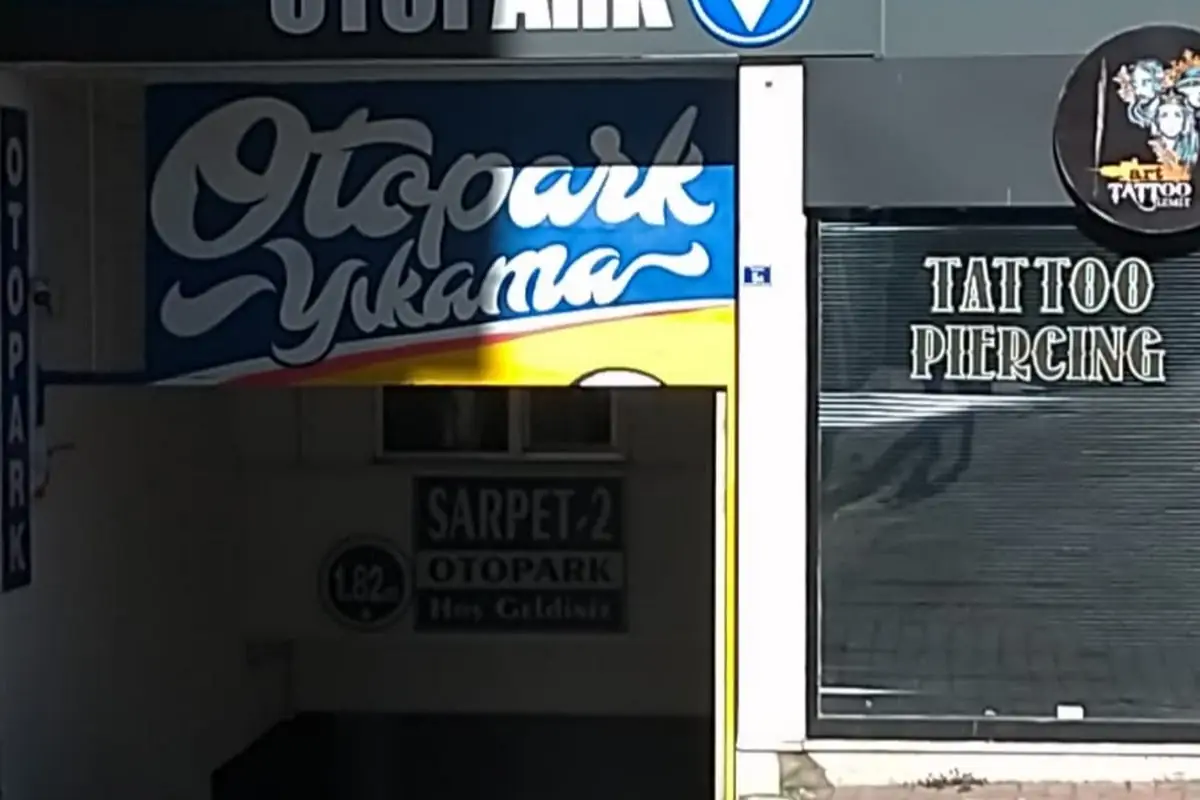 OTOPARK
Otopark
Yıkama
OTOPARK
SARPET-2
OTOPARK
Hoş Geldiniz
1.82
art
TATTOO
TATTOO
PIERCING